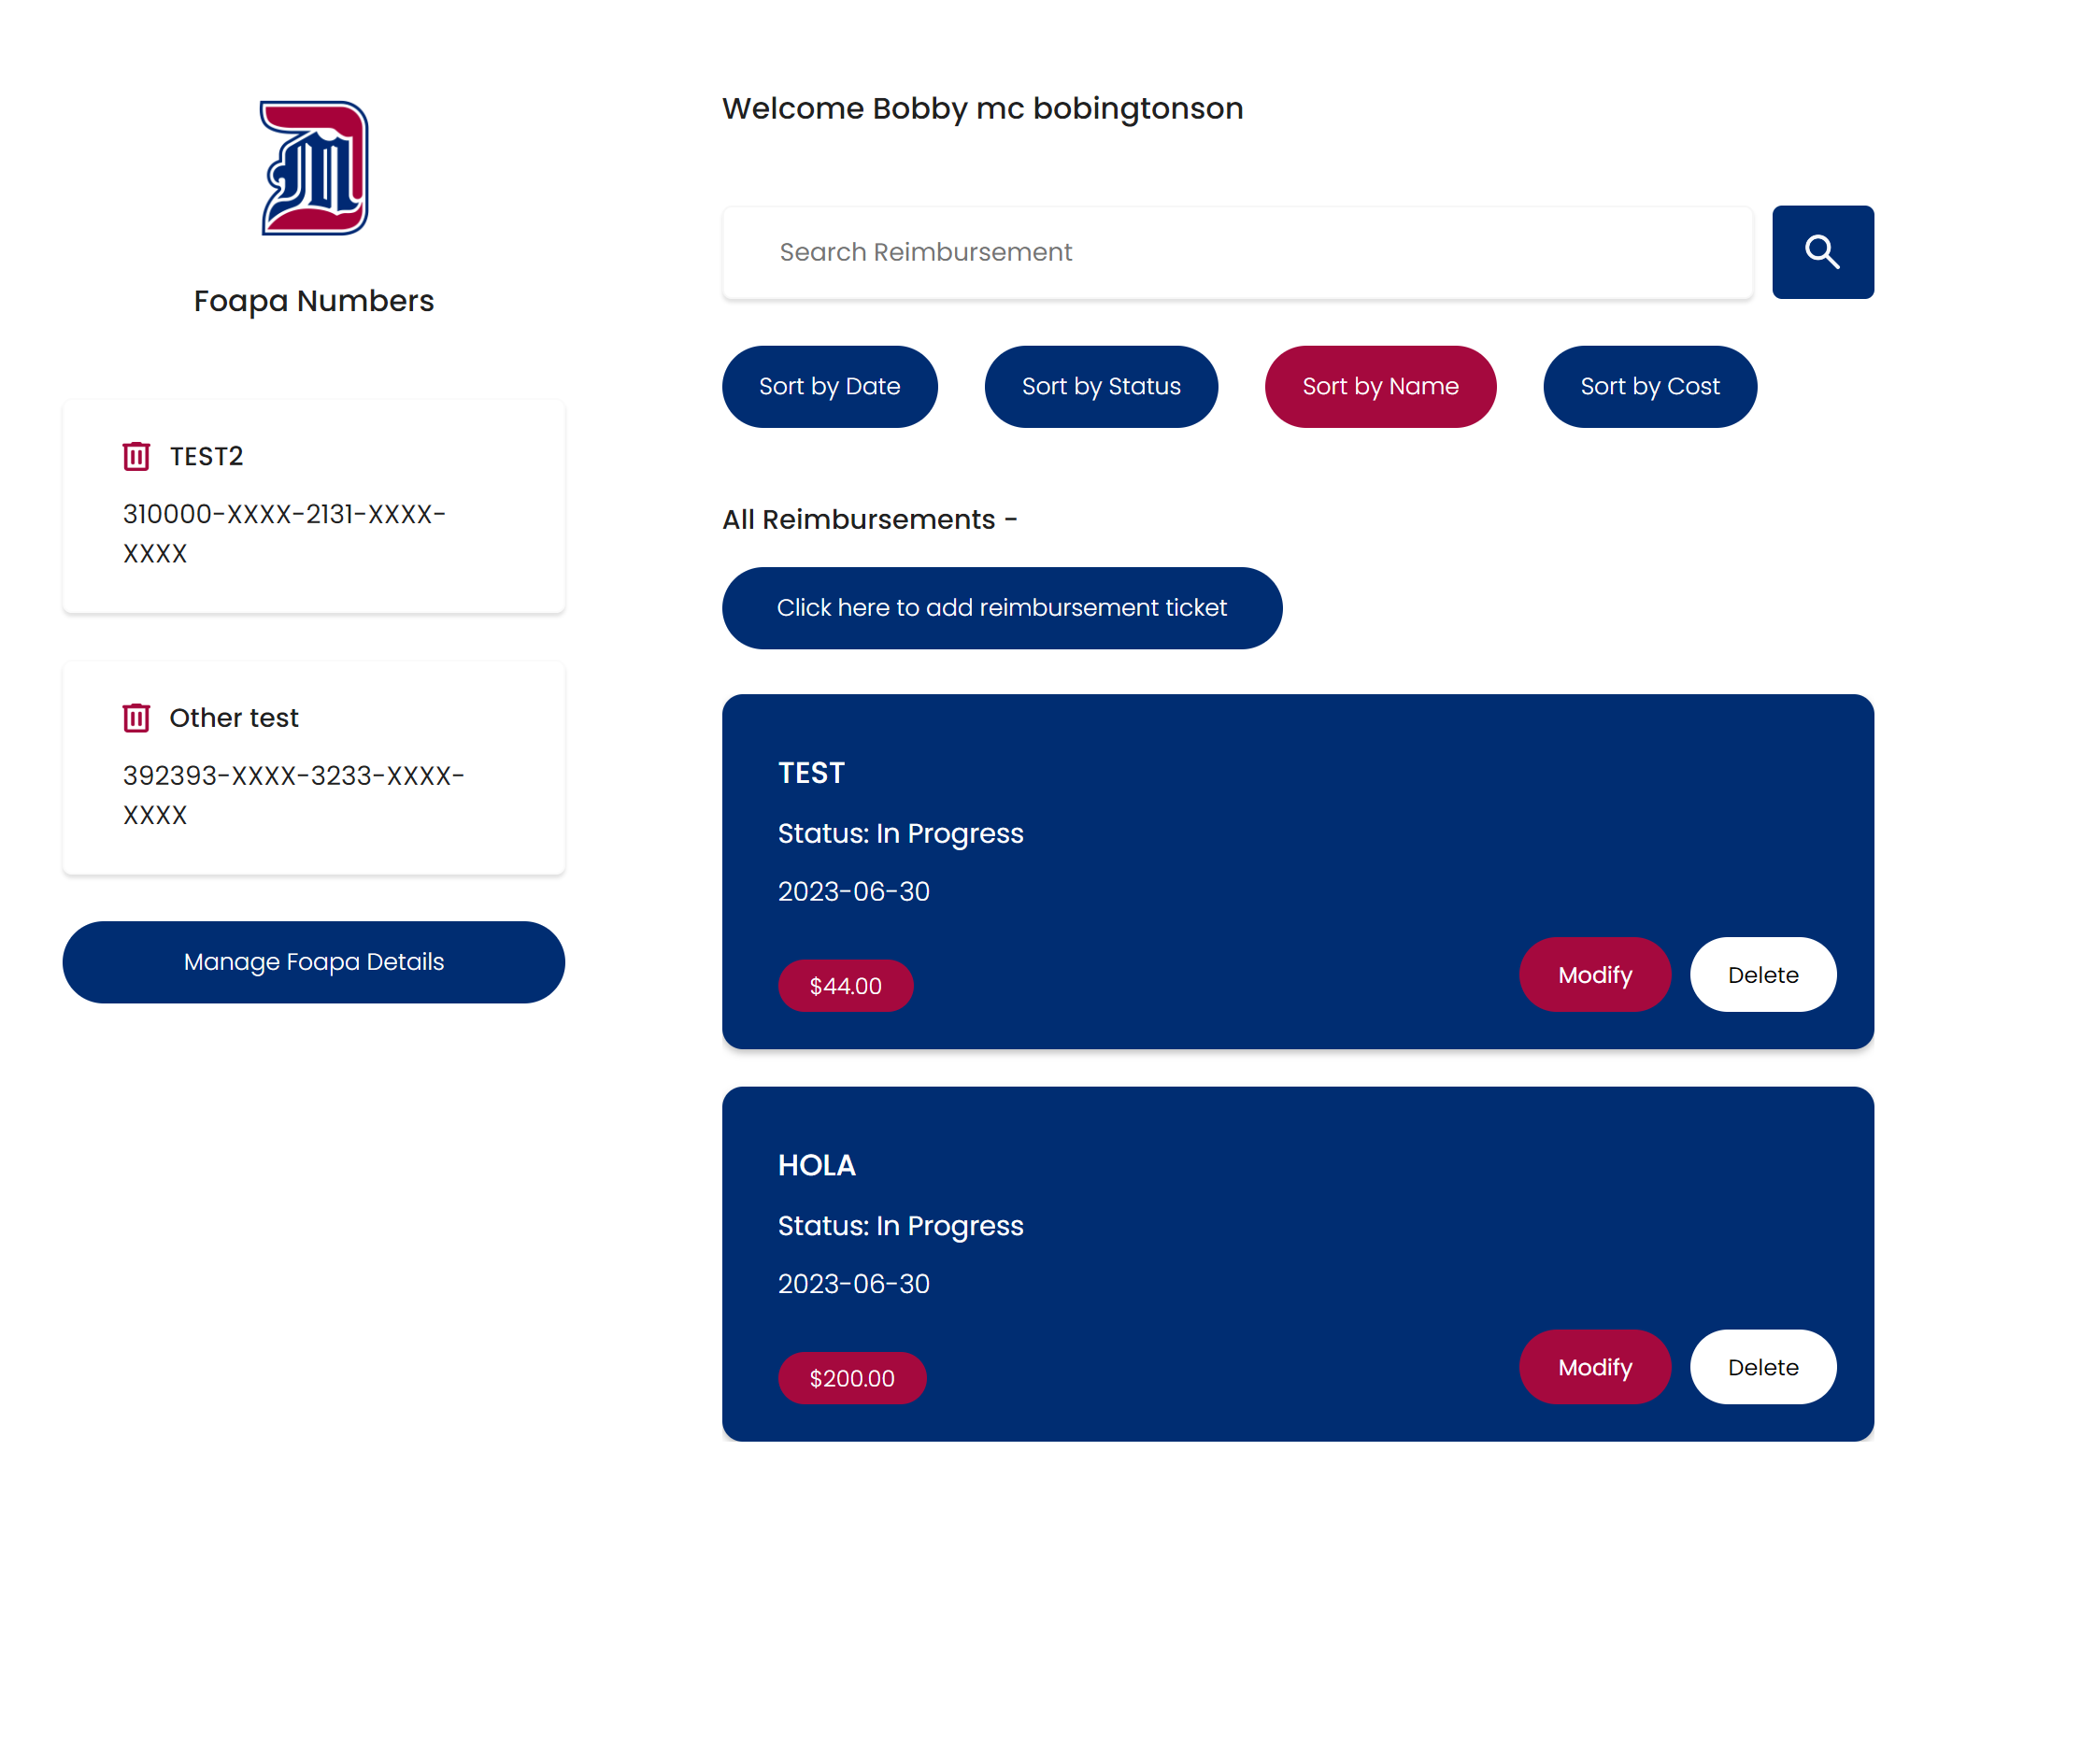 Foapa Numbers
TEST2
310000-XXXX-2131-XXXX-
XXXX
Other test
392393-XXXX-3233-XXXX-
XXXX
Manage Foapa Details
Welcome Bobby mc bobingtonson
Search Reimbursement
Sort by Date
Sort by Status
Sort by Name
Sort by Cost
All Reimbursements -
Click here to add reimbursement ticket
TEST
Status: In Progress
2023-06-30
$44.00
Modify
Delete
HOLA
Status: In Progress
2023-06-30
$200.00
Modify
Delete